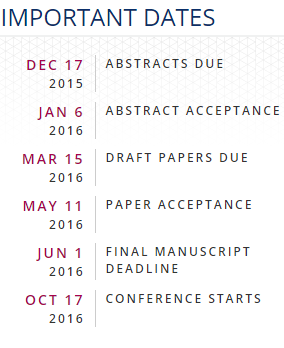 IMPORTANT DATES
DEC 17
2015
ABSTRACTS DUE
JAN 6
2016
ABSTRACT ACCEPTANCE
MAR 15
2016
DRAFT PAPERS DUE
MAY 11
2016
PAPER ACCEPTANCE
JUN 1
2016
FINAL MANUSCRIPT
DEADLINE
OCT 17
2016
CONFERENCE STARTS